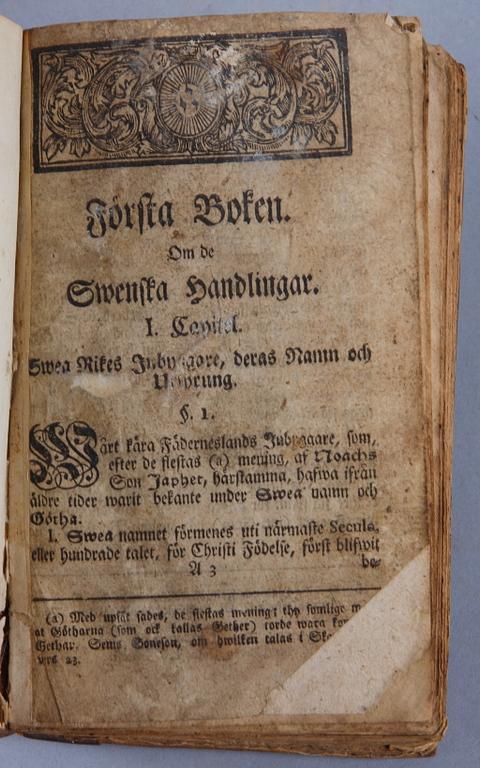 Första Boken.
Om de
Swenska Handlingar.
I. Capitel.
Swea Rikes Inbyggare, deras Namn och
Ursprung.
§. 1.
Wårt kära Fäderneslands Inbyggare, som,
efter de flestas (a) mening, af Noachs
Son Japhet, härstamma, hafwa ifrån
äldre tider warit bekante under Swea namn och
Götha.
I. Swea namnet förmenes uti närmaste Secula,
eller hundrade talet, för Christi Födelse, först blifwit
A 3 be-
(a) Med upsåt sades, de flestas mening: thy somlige
at Götharna (som ock kallas Gether) torde wara
Gethar. Sems Soneson, om hwilken talas i
vers 23.